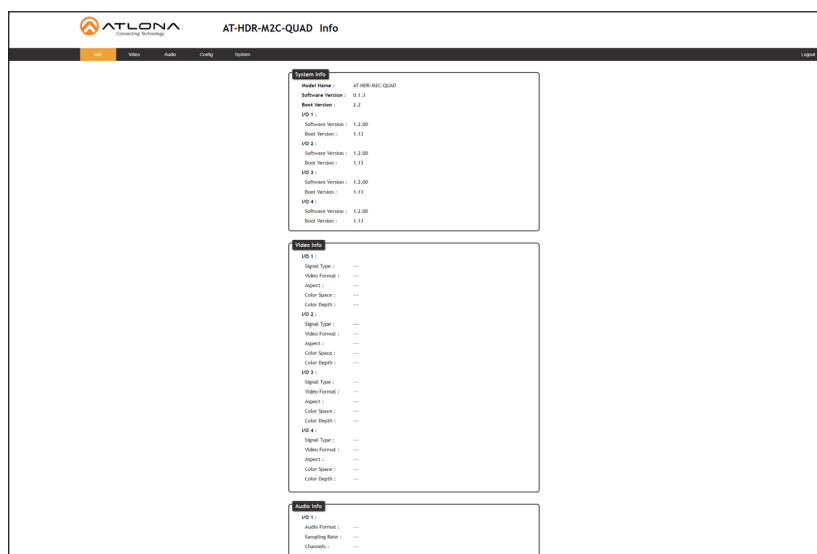 ATLONA.
Connecting Technology
AT-HDR-M2C-QUAD Info
Info Video Audio Config System Logout
System Info
Model Name : AT-HDR-M2C-QUAD
Software Version : 0.1.3
Boot Version : 2.2
I/O 1 :
Software Version : 1.2.00
Boot Version : 1.13
I/O 2 :
Software Version : 1.2.00
Boot Version : 1.13
I/O 3 :
Software Version : 1.2.00
Boot Version : 1.13
I/O 4 :
Software Version : 1.2.00
Boot Version : 1.13
Video Info
I/O 1 :
Signal Type : ---
Video Format : ---
Aspect : ---
Color Space : ---
Color Depth : ---
I/O 2 :
Signal Type : ---
Video Format : ---
Aspect : ---
Color Space : ---
Color Depth : ---
I/O 3 :
Signal Type : ---
Video Format : ---
Aspect : ---
Color Space : ---
Color Depth : ---
I/O 4 :
Signal Type : ---
Video Format : ---
Aspect : ---
Color Space : ---
Color Depth : ---
Audio Info
I/O 1 :
Audio Format : ---
Sampling Rate : ---
Channels : ---